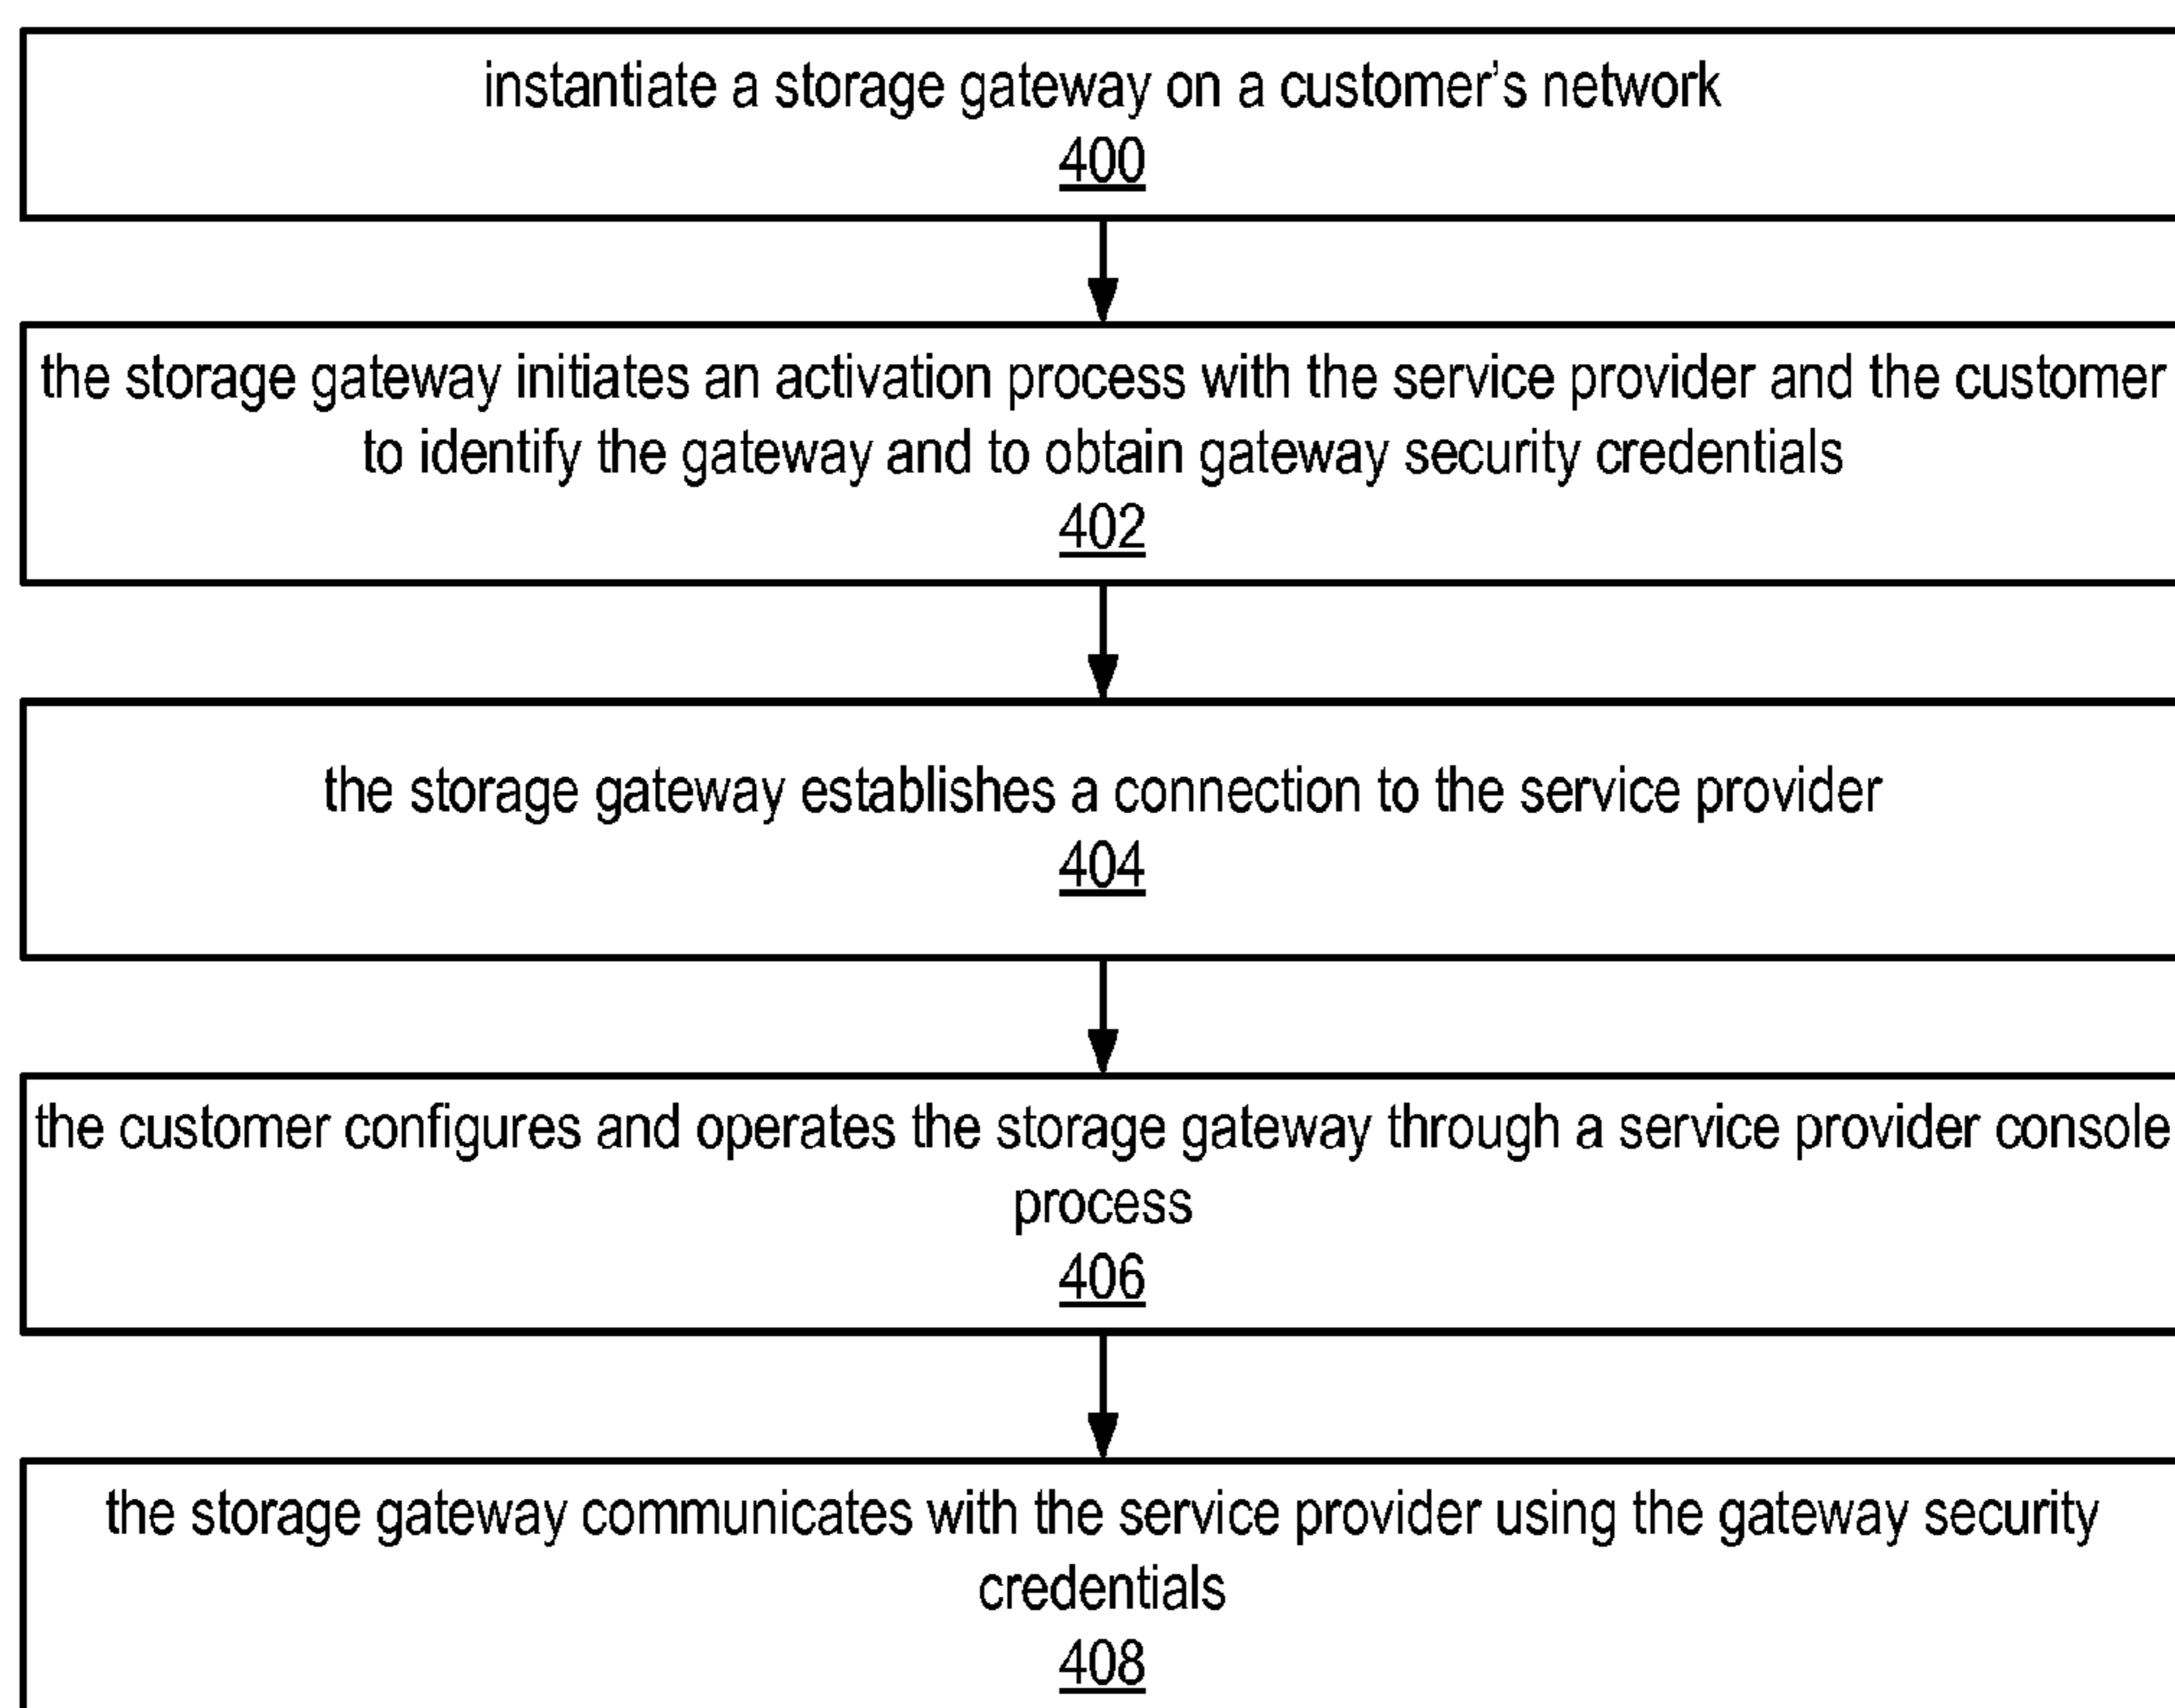 instantiate a storage gateway on a customer's network
400
the storage gateway initiates an activation process with the service provider and the customer
to identify the gateway and to obtain gateway security credentials
402
the storage gateway establishes a connection to the service provider
404
the customer configures and operates the storage gateway through a service provider console
process
406
the storage gateway communicates with the service provider using the gateway security
credentials
408